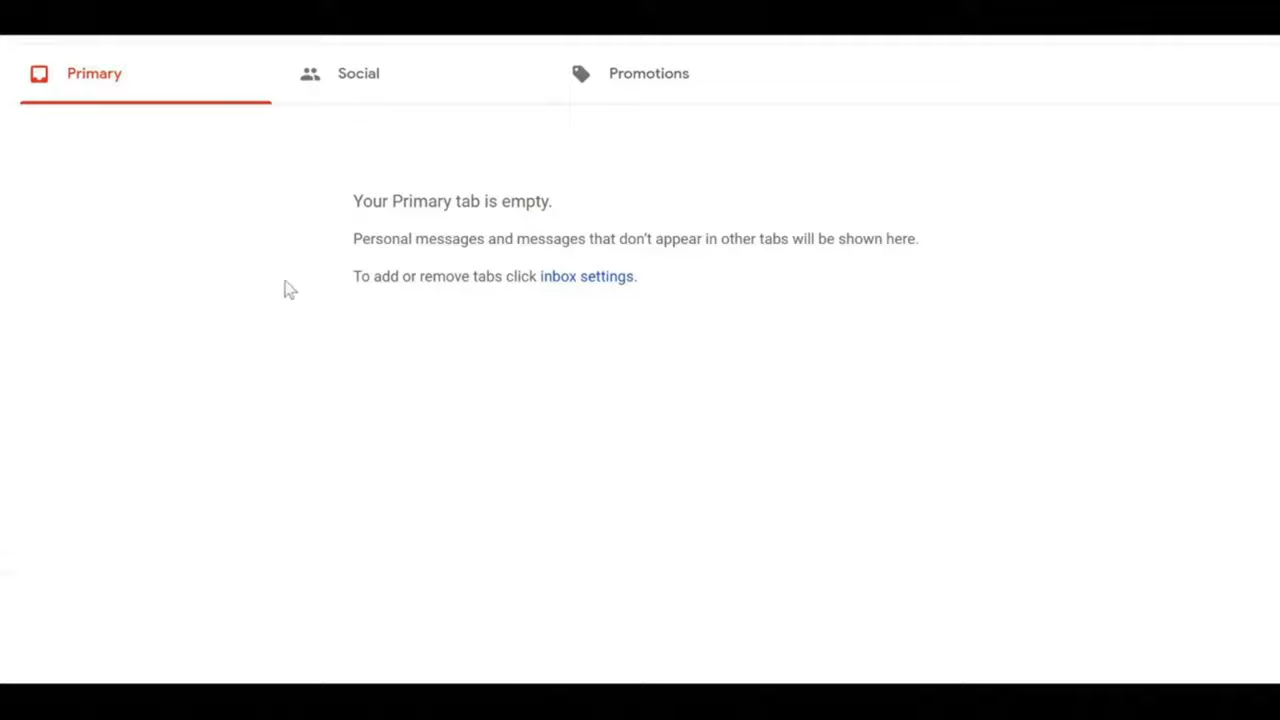 Primary
Social
Promotions
Your Primary tab is empty.
Personal messages and messages that don't appear in other tabs will be shown here.
To add or remove tabs click inbox settings.